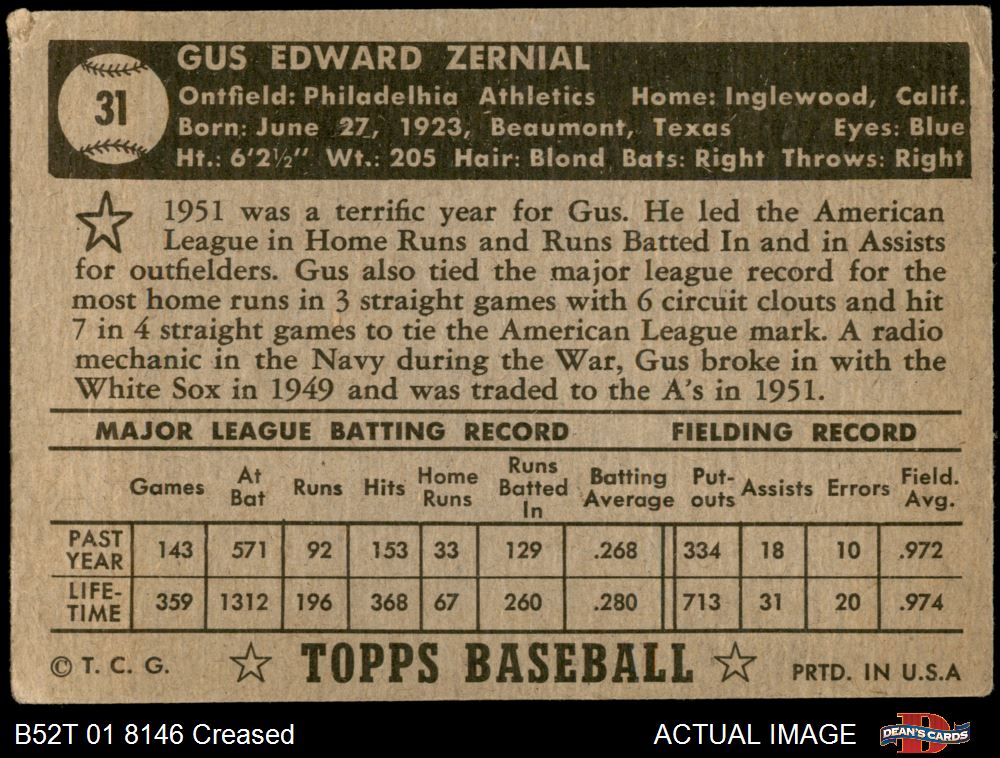 GUS EDWARD ZERNIAL
31
Ontfield: Philadelhia Athletics Home: Inglewood, Calif.
Born: June 27, 1923, Beaumont, Texas Eyes: Blue
Ht.: 6'2½" Wt.: 205 Hair: Blond Bats: Right Throws: Right
1951 was a terrific year for Gus. He led the American
League in Home Runs and Runs Batted In and in Assists
for outfielders. Gus also tied the major league record for the
most home runs in 3 straight games with 6 circuit clouts and hit
7 in 4 straight games to tie the American League mark. A radio
mechanic in the Navy during the War, Gus broke in with the
White Sox in 1949 and was traded to the A's in 1951.
MAJOR LEAGUE BATTING RECORD FIELDING RECORD
Games At Bat Runs Hits Home Runs Runs Batted In Batting Average Put-outs Assists Errors Field. Avg.
PAST YEAR 143 571 92 153 33 129 .268 334 18 10 .972
LIFE-TIME 359 1312 196 368 67 260 .280 713 31 20 .974
© T. C. G. TOPPS BASEBALL PRTD. IN U.S.A
B52T 01 8146 Creased ACTUAL IMAGE DEAN'S CARDS